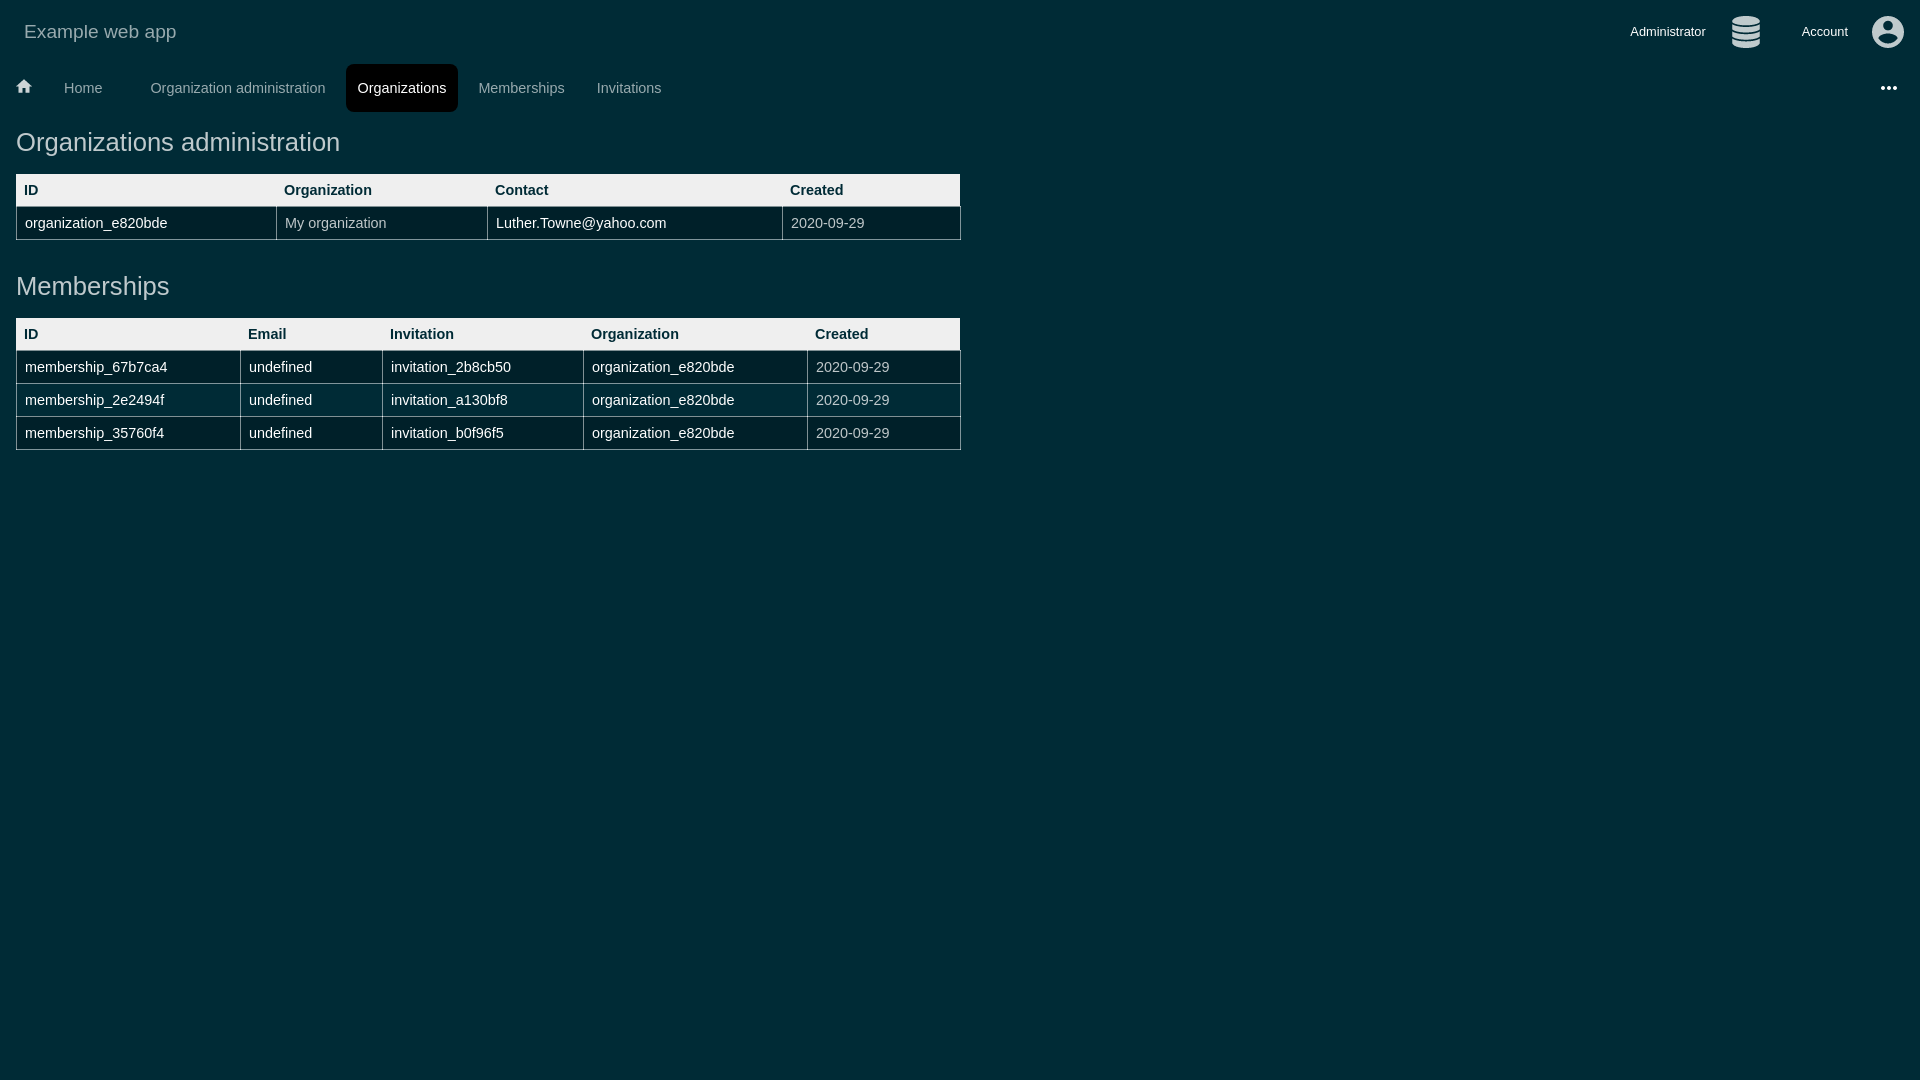 Example web app
Administrator
Account
Home
Organization administration
Organizations
Memberships
Invitations
Organizations administration
ID Organization Contact Created
organization_e820bde My organization Luther.Towne@yahoo.com 2020-09-29
Memberships
ID Email Invitation Organization Created
membership_67b7ca4 undefined invitation_2b8cb50 organization_e820bde 2020-09-29
membership_2e2494f undefined invitation_a130bf8 organization_e820bde 2020-09-29
membership_35760f4 undefined invitation_b0f96f5 organization_e820bde 2020-09-29